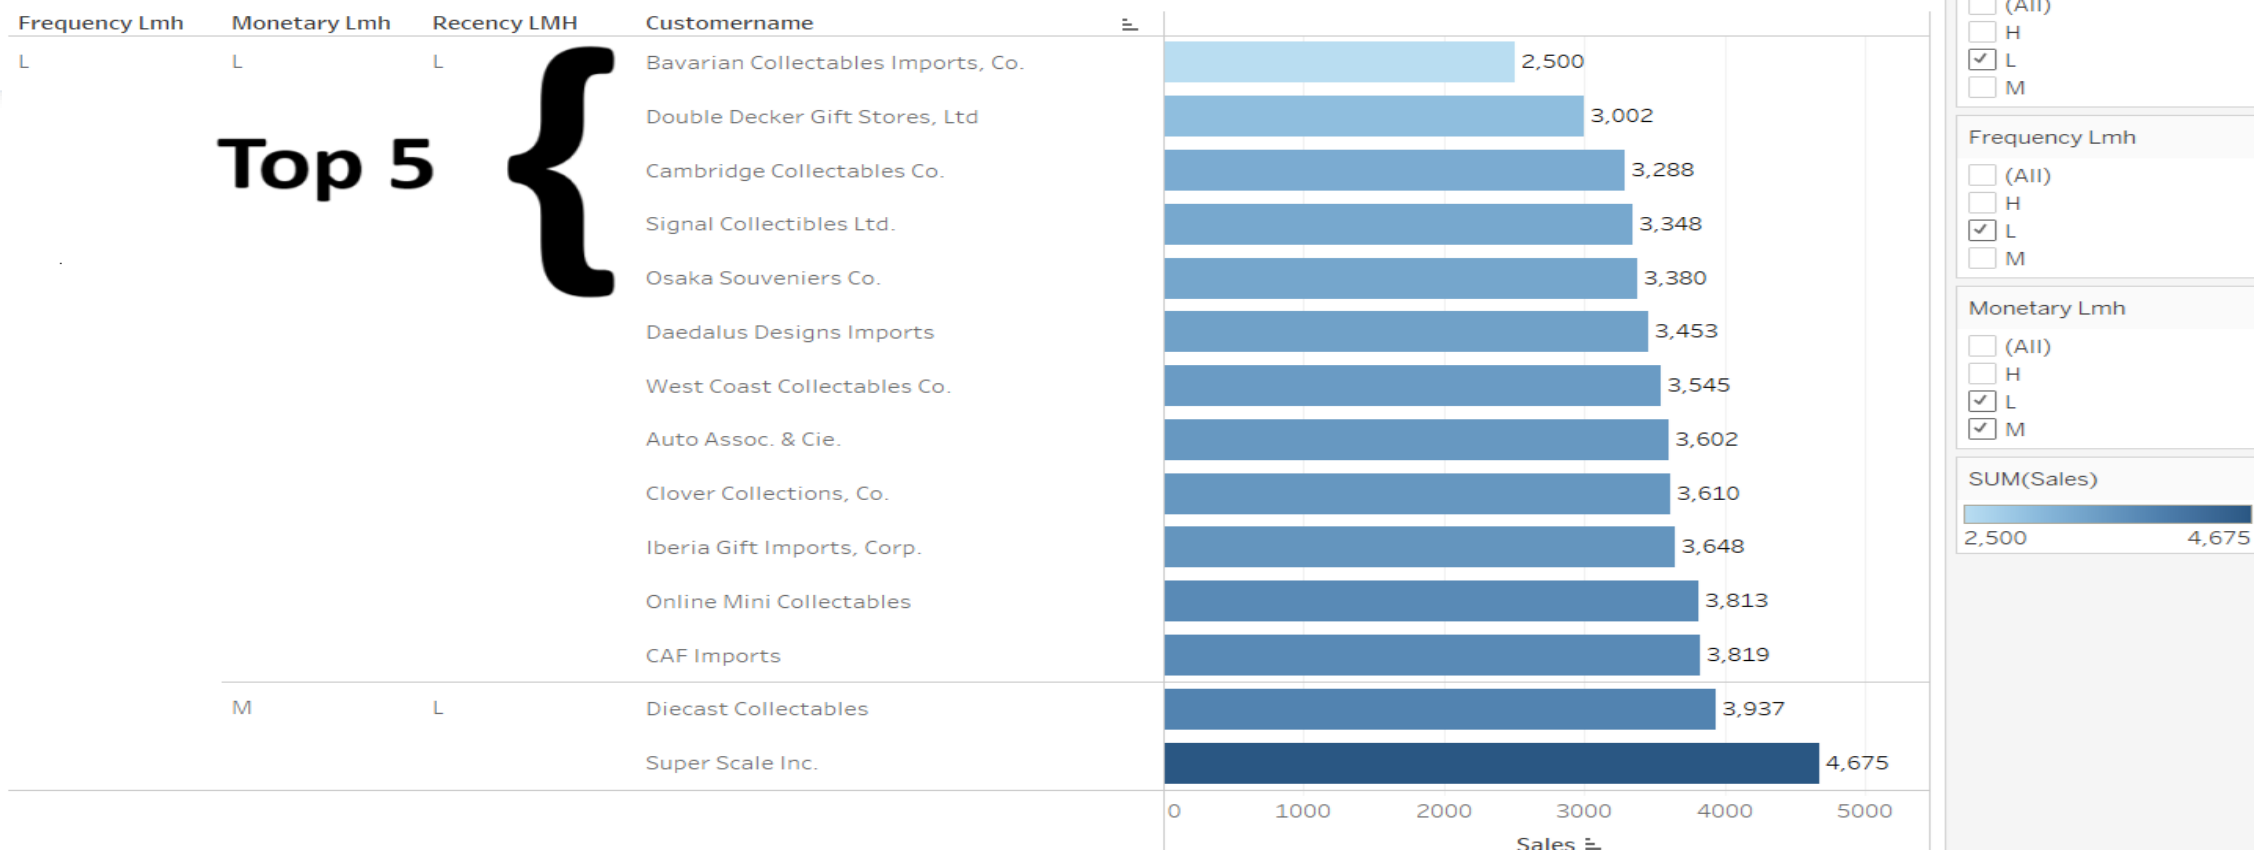 Frequency Lmh Monetary Lmh Recency LMH Customername
L L L Bavarian Collectables Imports, Co. 2,500
Double Decker Gift Stores, Ltd 3,002
Top 5
Cambridge Collectables Co. 3,288
Signal Collectibles Ltd. 3,348
Osaka Souveniers Co. 3,380
Daedalus Designs Imports 3,453
West Coast Collectables Co. 3,545
Auto Assoc. & Cie. 3,602
Clover Collections, Co. 3,610
Iberia Gift Imports, Corp. 3,648
Online Mini Collectables 3,813
CAF Imports 3,819
M L Diecast Collectables 3,937
Super Scale Inc. 4,675
0 1000 2000 3000 4000 5000
Sales
(All)
H
L
M
Frequency Lmh
(All)
H
L
M
Monetary Lmh
(All)
H
L
M
SUM(Sales)
2,500 4,675